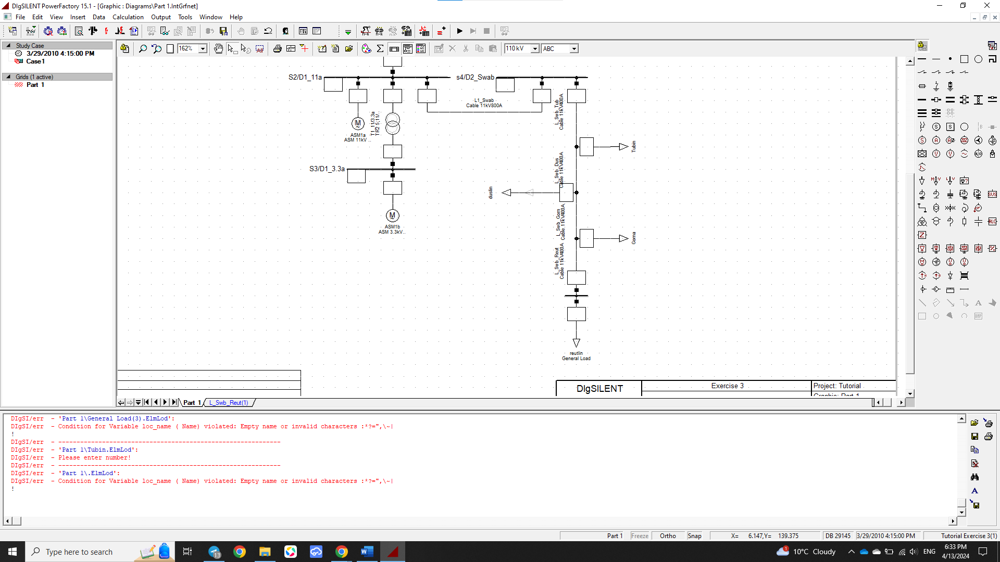 DIgSILENT PowerFactory 15.1 - [Graphic : Diagrams\Part 1.IntGrfnet]
File Edit View Insert Data Calculation Output Tools Window Help
Study Case
3/29/2010 4:15:00 PM
Case1
Grids (1 active)
Part 1
162%
110 kV
ABC
S2/D1_11a
s4/D2_Swab
L1_Swab
Cable 11kV800A
L_Swb_Tub
Cable 11kV400A
T1_11/3.3a
TR2 5;11/..
M
ASM1a
ASM 11kV ..
Tubin
L_Swb_Dus
Cable 11kV400A
S3/D1_3.3a
duslin
M
ASM1b
ASM 3.3kV..
L_Swb_Gom
Cable 11kV400A
Goma
L_Swb_Reut
Cable 11kV400A
reutlin
General Load
DIgSILENT
Exercise 3
Project: Tutorial
Graphic: Part 1
Part 1
L_Swb_Reut(1)
DIgSI/err - 'Part 1\General Load(3).ElmLod':
DIgSI/err - Condition for Variable loc_name ( Name) violated: Empty name or invalid characters :*?=",\~|
!
DIgSI/err - -------------------------------------------------------------
DIgSI/err - 'Part 1\Tubin.ElmLod':
DIgSI/err - Please enter number!
DIgSI/err - -------------------------------------------------------------
DIgSI/err - 'Part 1\.ElmLod':
DIgSI/err - Condition for Variable loc_name ( Name) violated: Empty name or invalid characters :*?=",\~|
!
Part 1 Freeze Ortho Snap X= 6.147,Y= 139.375 DB 29145 3/29/2010 4:15:00 PM Tutorial Exercise 3(1)
Type here to search
13
1
10°C Cloudy
ENG
6:33 PM
4/13/2024